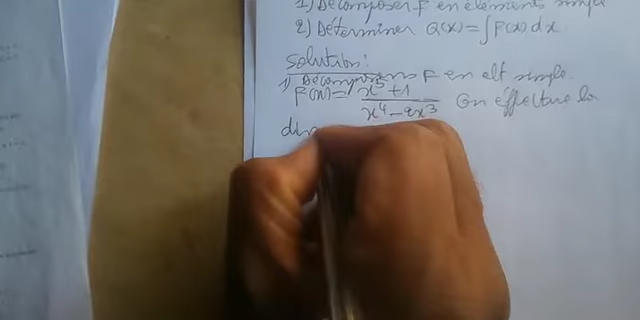 1) Décomposer F en éléments simple
2) Déterminer Q(x) = ∫ F(x) dx
Solution:
1) Décomposons F en elt simple.
F(x) = x⁵ + 1 / x⁴ - 2x³ On éffectue la